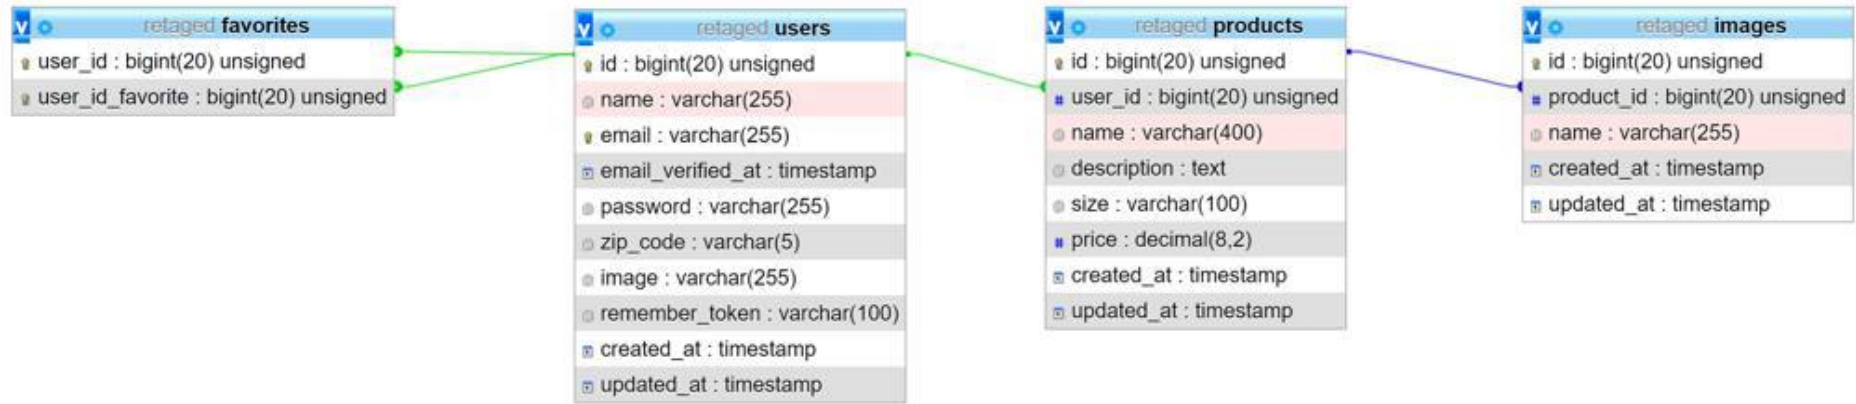 retaged favorites
user_id : bigint(20) unsigned
user_id_favorite : bigint(20) unsigned
retaged users
id : bigint(20) unsigned
name : varchar(255)
email : varchar(255)
email_verified_at : timestamp
password : varchar(255)
zip_code : varchar(5)
image : varchar(255)
remember_token : varchar(100)
created_at : timestamp
updated_at : timestamp
retaged products
id : bigint(20) unsigned
user_id : bigint(20) unsigned
name : varchar(400)
description : text
size : varchar(100)
price : decimal(8,2)
created_at : timestamp
updated_at : timestamp
retaged images
id : bigint(20) unsigned
product_id : bigint(20) unsigned
name : varchar(255)
created_at : timestamp
updated_at : timestamp